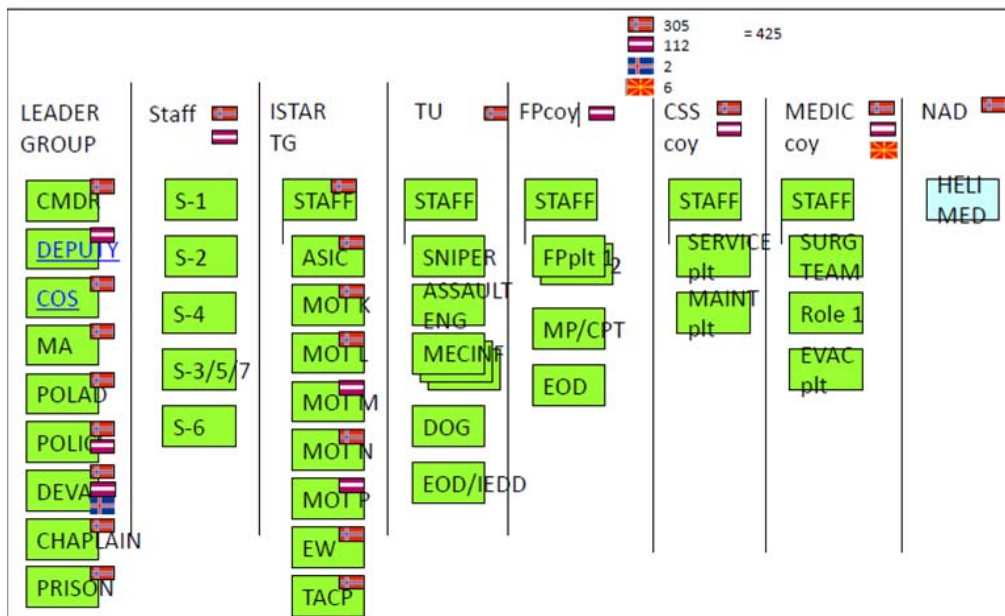 305
112
= 425
2
6
LEADER
GROUP
Staff
ISTAR
TG
TU
FPcoy
CSS
coy
MEDIC
coy
NAD
CMDR
DEPUTY
COS
MA
POLAD
POLICE
DEVAD
CHAPLAIN
PRISON
S-1
S-2
S-4
S-3/5/7
S-6
STAFF
ASIC
MOT K
MOT L
MOT M
MOT N
MOT P
EW
TACP
STAFF
SNIPER
ASSAULT
ENG
MECINF
DOG
EOD/IEDD
STAFF
FPplt 1
2
MP/CPT
EOD
STAFF
SERVICE
plt
MAINT
plt
STAFF
SURG
TEAM
Role 1
EVAC
plt
HELI
MED